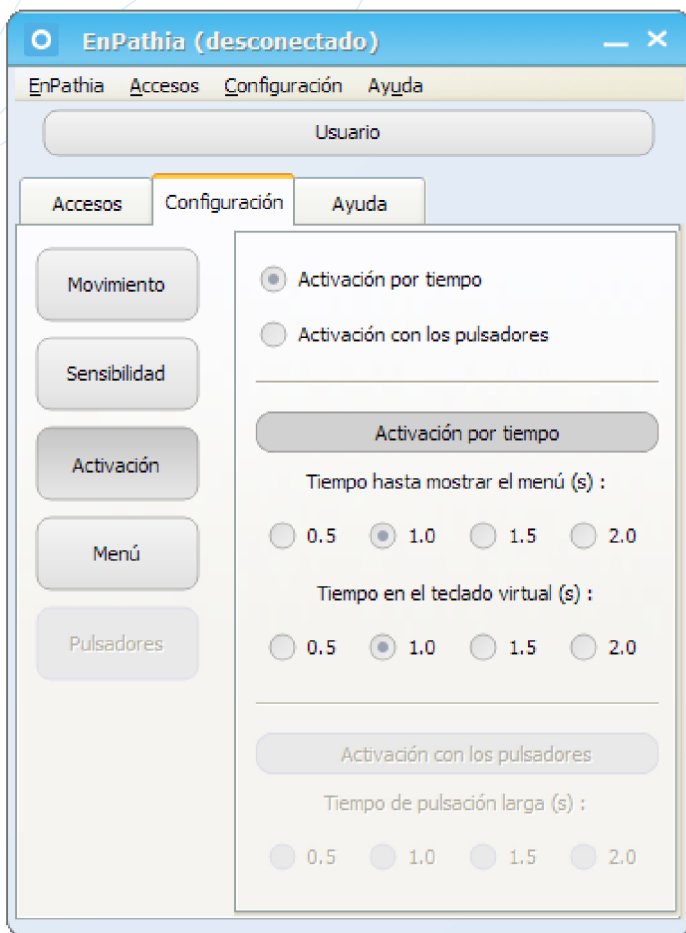 EnPathia (desconectado)
EnPathia Accesos Configuración Ayuda
Usuario
Accesos Configuración Ayuda
Movimiento
Sensibilidad
Activación
Menú
Pulsadores
Activación por tiempo
Activación con los pulsadores
Activación por tiempo
Tiempo hasta mostrar el menú (s) :
0.5 1.0 1.5 2.0
Tiempo en el teclado virtual (s) :
0.5 1.0 1.5 2.0
Activación con los pulsadores
Tiempo de pulsación larga (s) :
0.5 1.0 1.5 2.0